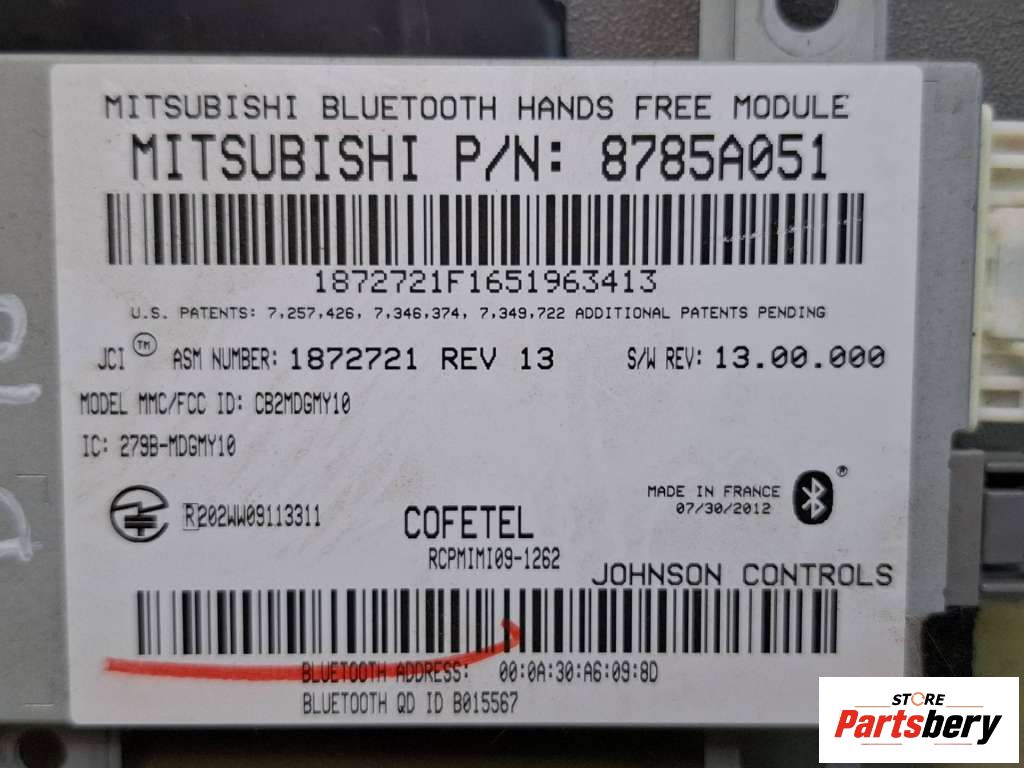 MITSUBISHI BLUETOOTH HANDS FREE MODULE
MITSUBISHI P/N: 8785A051
1872721F1651963413
U.S. PATENTS: 7,257,426, 7,346,374, 7,349,722 ADDITIONAL PATENTS PENDING
JCI™ ASM NUMBER: 1872721 REV 13 S/W REV: 13.00.000
MODEL MMC/FCC ID: CB2MDGMY10
IC: 279B-MDGMY10
MADE IN FRANCE
07/30/2012 ®
R202WW09113311 COFETEL
RCPMIMI09-1262
JOHNSON CONTROLS
BLUETOOTH ADDRESS: 00:0A:30:A6:09:8D
BLUETOOTH QD ID B015567
STORE
Partsbery